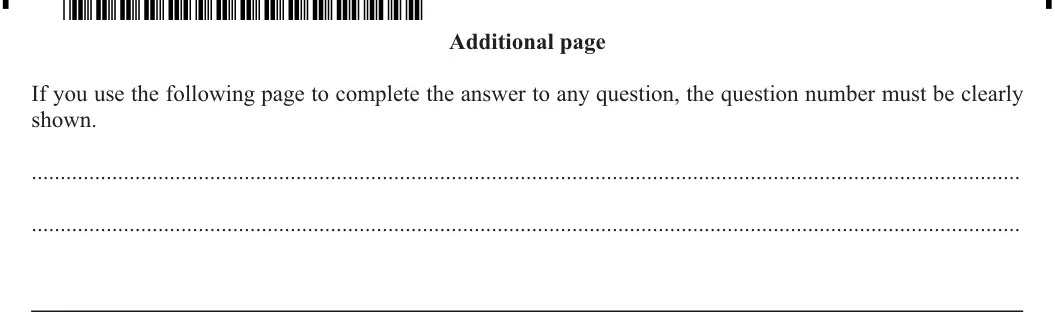 Additional page
If you use the following page to complete the answer to any question, the question number must be clearly
shown.